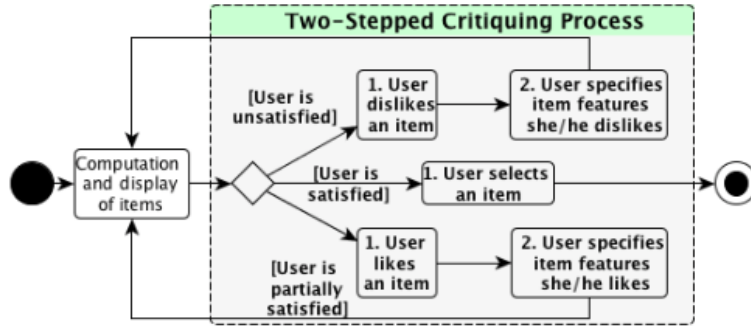 Two-Stepped Critiquing Process
[User is
unsatisfied]
1. User
dislikes
an item
2. User specifies
item features
she/he dislikes
Computation
and display
of items
[User is
satisfied]
1. User selects
an item
[User is
partially
satisfied]
1. User
likes
an item
2. User specifies
item features
she/he likes